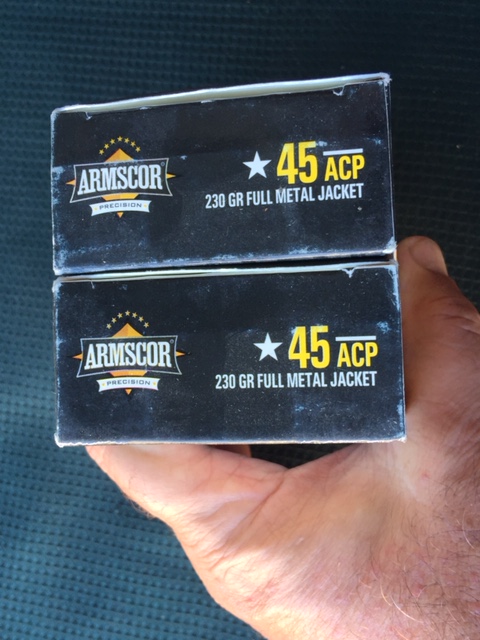 ARMSCOR
PRECISION
45 ACP
230 GR FULL METAL JACKET
ARMSCOR
PRECISION
45 ACP
230 GR FULL METAL JACKET